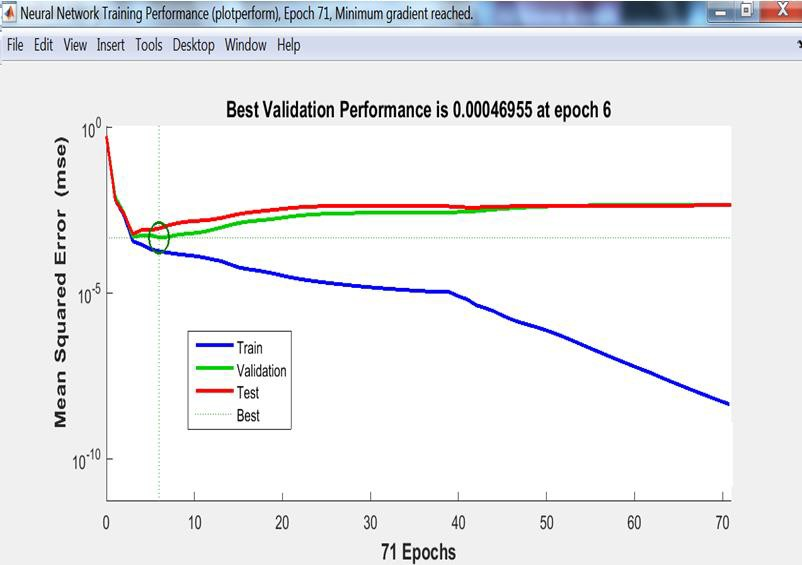 Neural Network Training Performance (plotperform), Epoch 71, Minimum gradient reached.
File Edit View Insert Tools Desktop Window Help
Best Validation Performance is 0.00046955 at epoch 6
Mean Squared Error (mse)
10^0
10^-5
10^-10
Train
Validation
Test
Best
0 10 20 30 40 50 60 70
71 Epochs